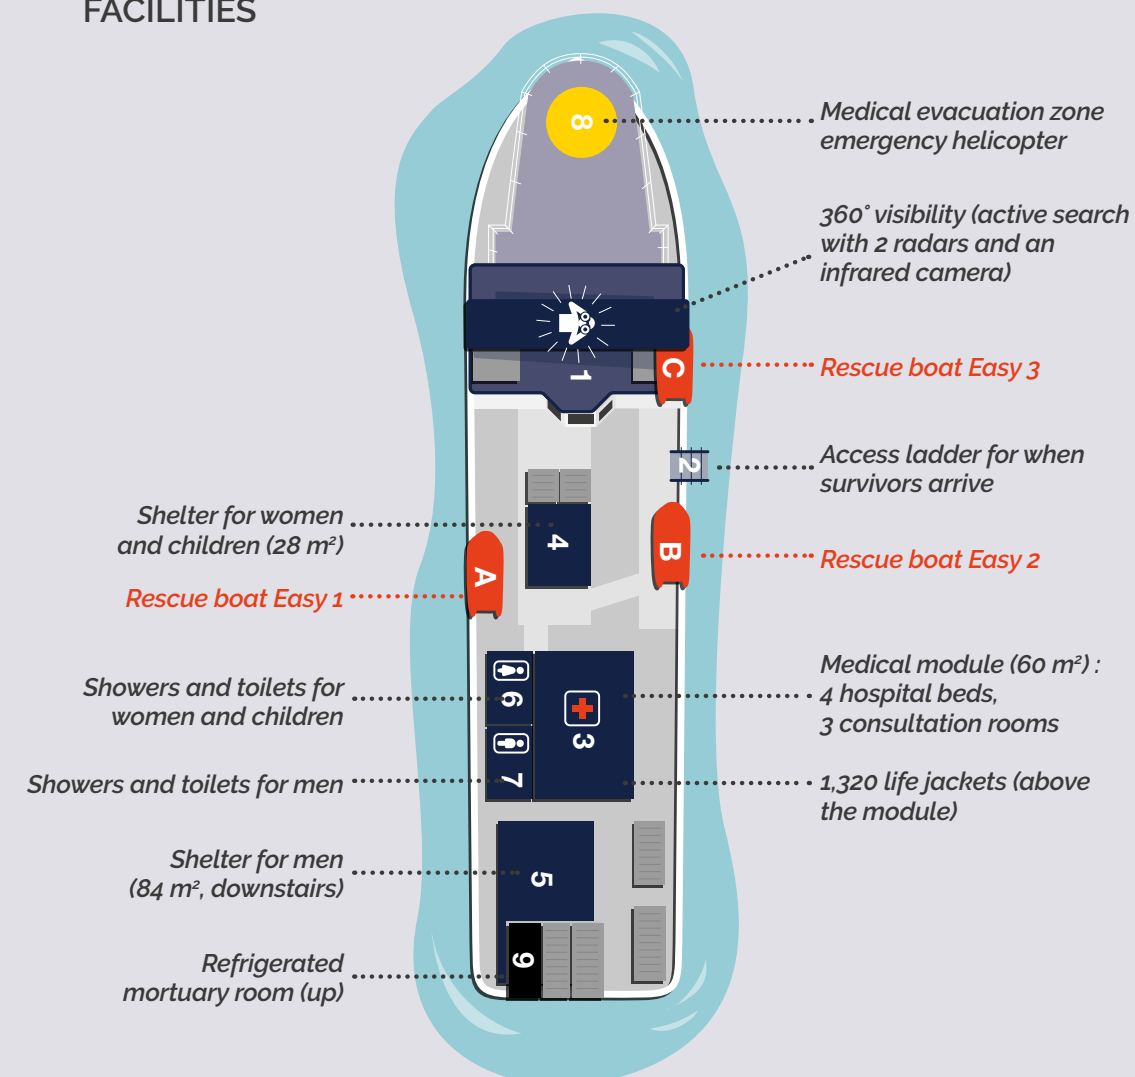 FACILITIES
8
Medical evacuation zone
emergency helicopter
360° visibility (active search
with 2 radars and an
infrared camera)
1
C
Rescue boat Easy 3
2
Access ladder for when
survivors arrive
Shelter for women
and children (28 m²)
4
A
Rescue boat Easy 1
B
Rescue boat Easy 2
Showers and toilets for
women and children
6
3
Medical module (60 m²) :
4 hospital beds,
3 consultation rooms
Showers and toilets for men
7
1,320 life jackets (above
the module)
Shelter for men
(84 m², downstairs)
5
Refrigerated
mortuary room (up)
9